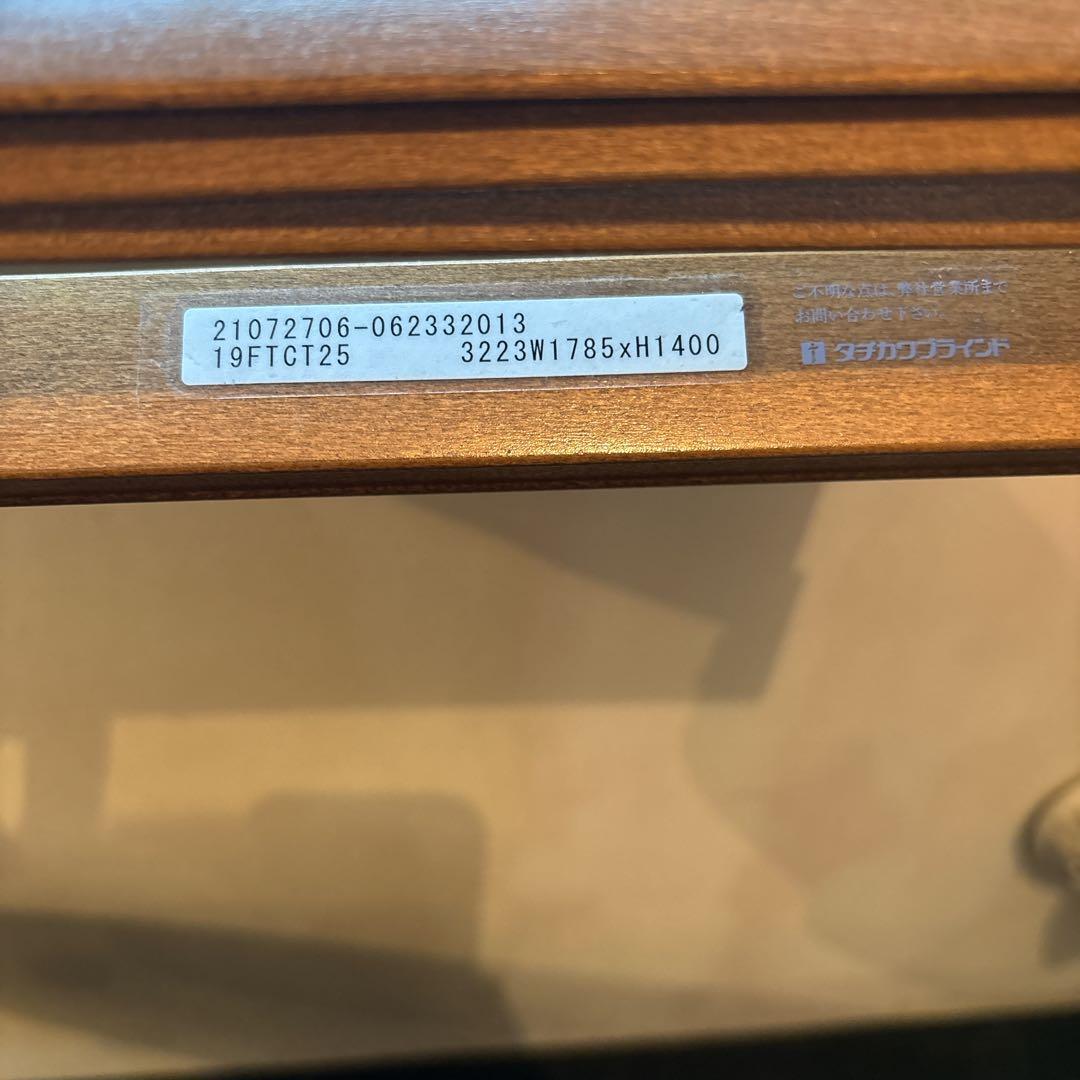 21072706-062332013
19FTCT25 3223W1785xH1400
ご不明な点は、弊社営業所まで
お問い合わせ下さい。
タチカワブラインド